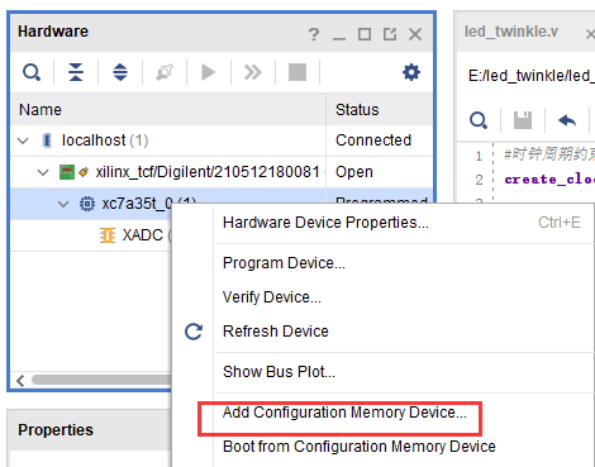 Hardware
? _ □ X
led_twinkle.v ×
E:/led_twinkle/led_
Name Status
localhost (1) Connected
xilinx_tcf/Digilent/210512180081 Open
xc7a35t_0 (1) Programmed
XADC (
1 #时钟周期约束
2 create_cloc
Hardware Device Properties... Ctrl+E
Program Device...
Verify Device...
Refresh Device
Show Bus Plot...
Add Configuration Memory Device...
Boot from Configuration Memory Device
Properties